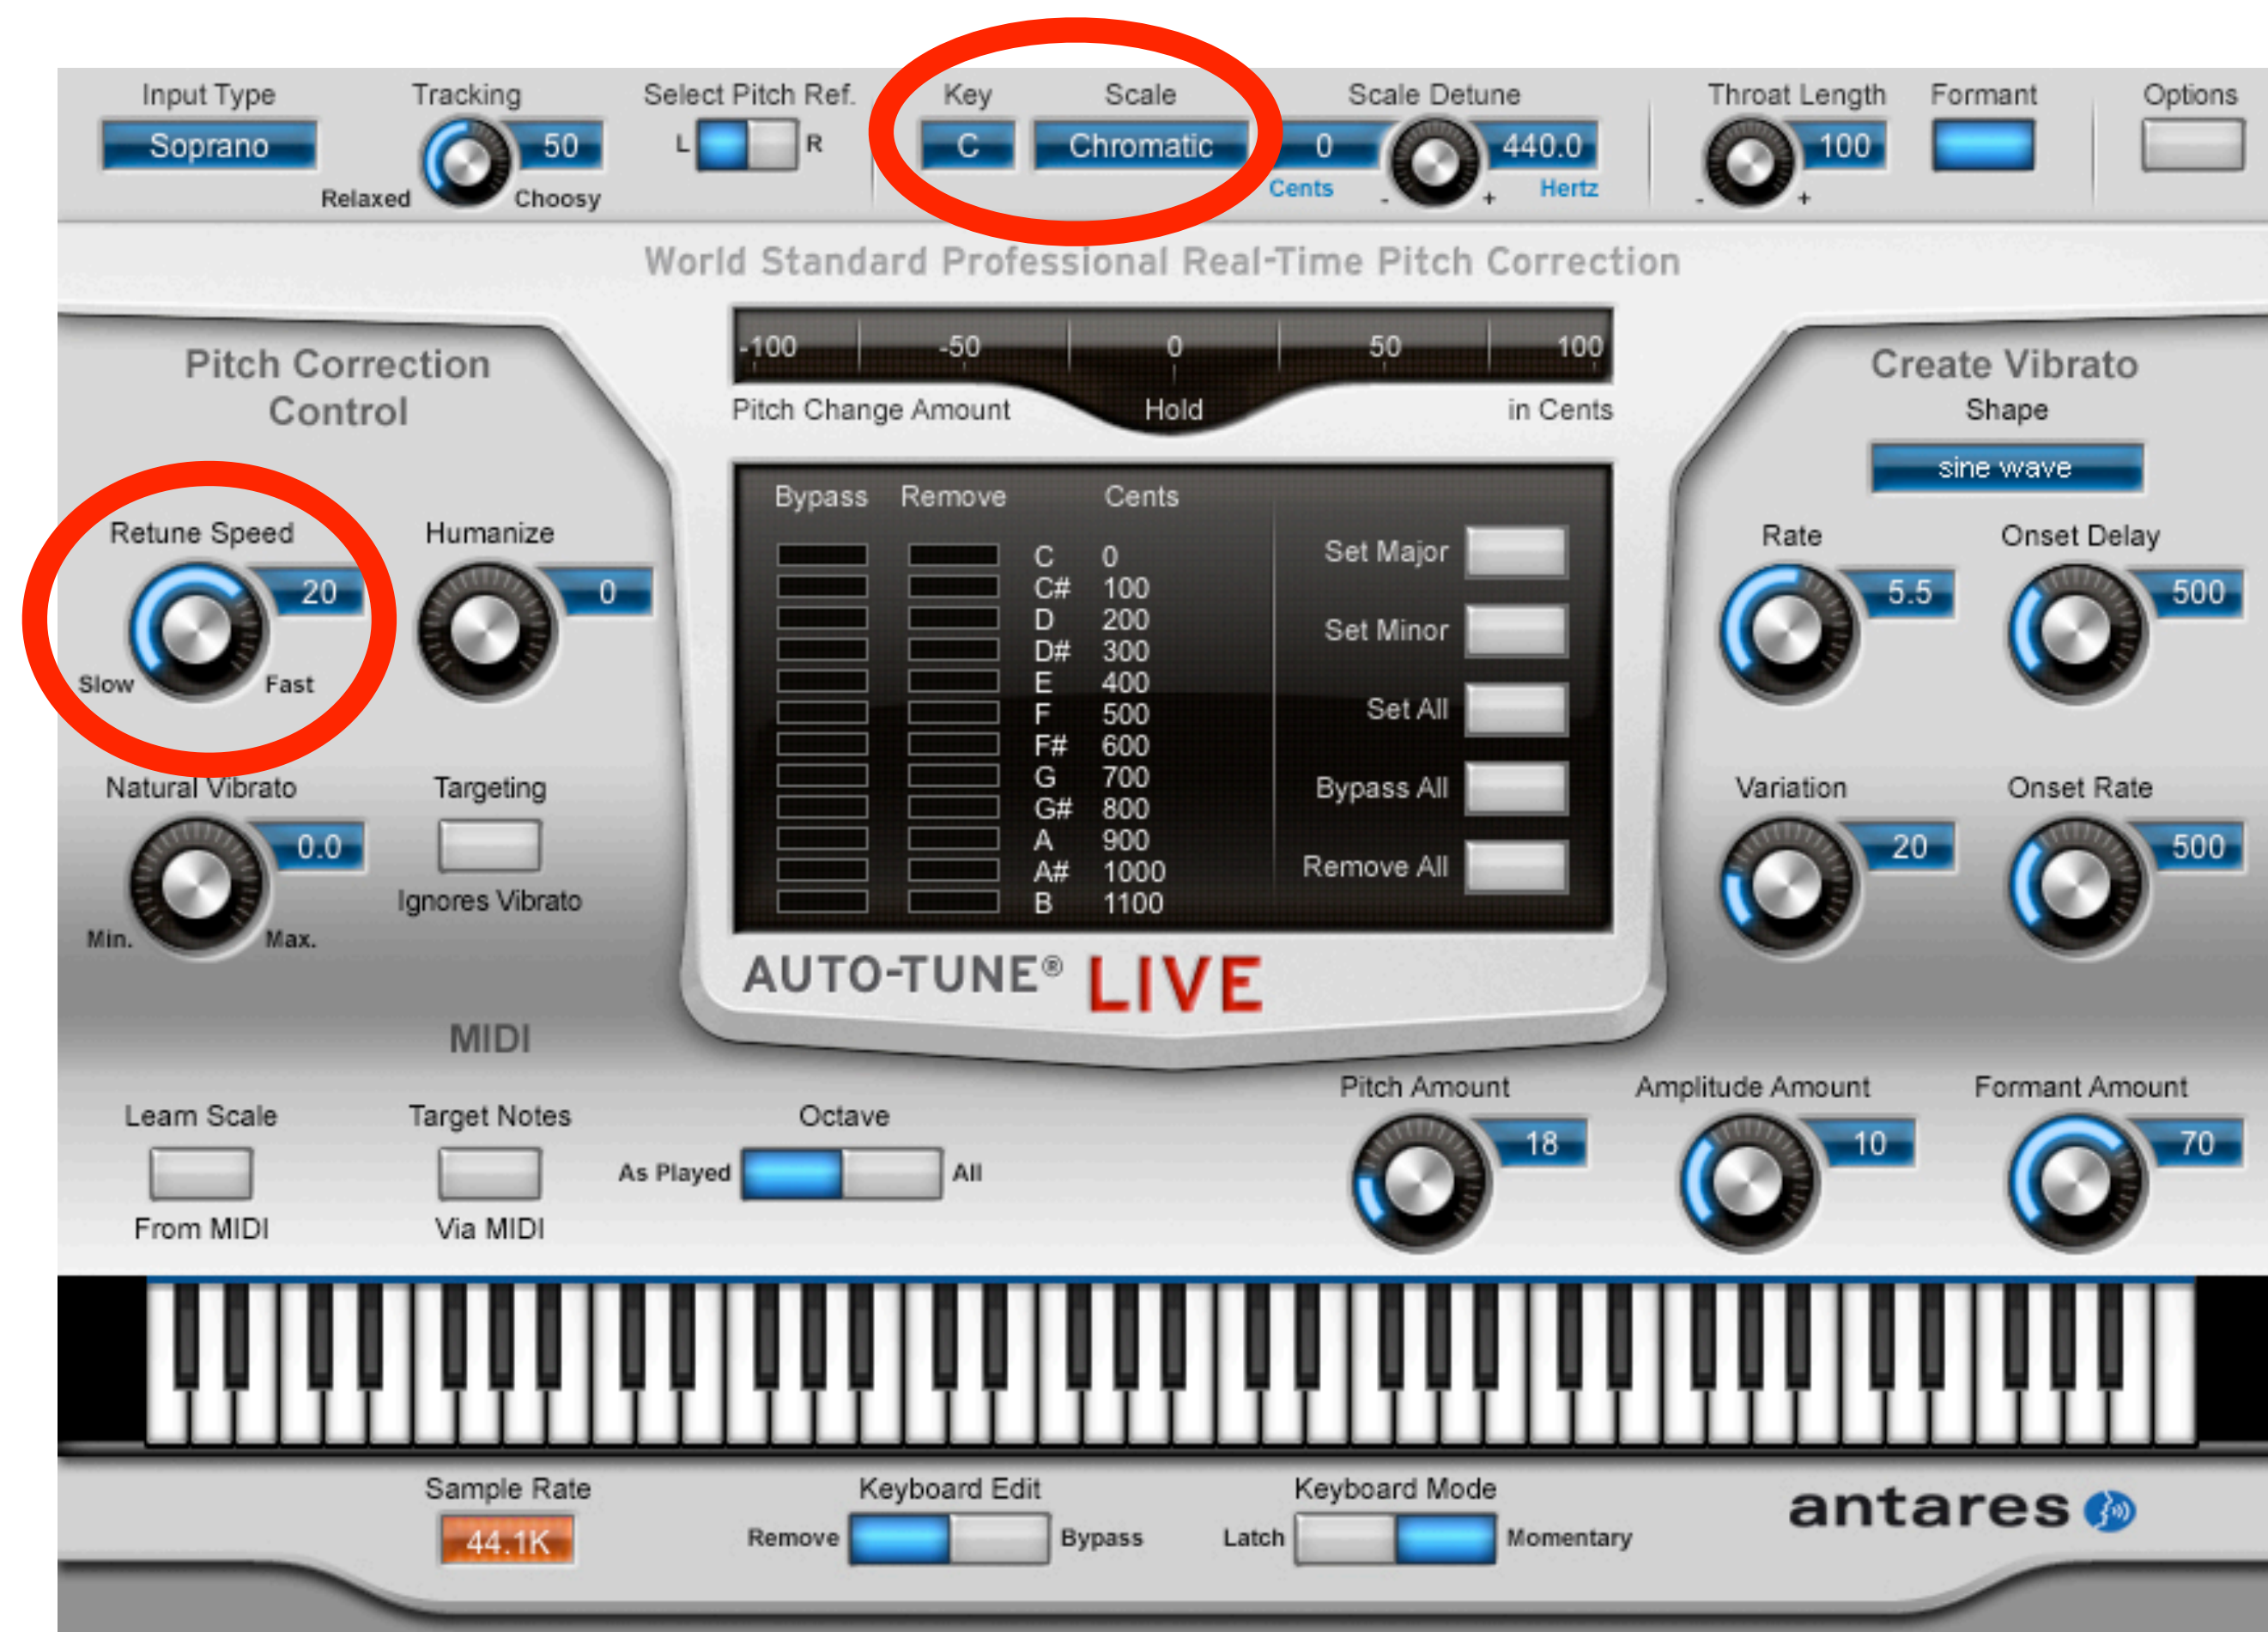 Input Type
Tracking
Select Pitch Ref.
Key
Scale
Scale Detune
Throat Length
Formant
Options
Soprano
50
L
R
C
Chromatic
0
440.0
100
Relaxed
Choosy
Cents
-
+
Hertz
-
+
World Standard Professional Real-Time Pitch Correction
-100
-50
0
50
100
Pitch Change Amount
Hold
in Cents
Pitch Correction
Control
Retune Speed
Humanize
20
0
Slow
Fast
Natural Vibrato
Targeting
0.0
Ignores Vibrato
Min.
Max.
Bypass Remove Cents
C 0
C# 100
D 200
D# 300
E 400
F 500
F# 600
G 700
G# 800
A 900
A# 1000
B 1100
Set Major
Set Minor
Set All
Bypass All
Remove All
AUTO-TUNE® LIVE
Create Vibrato
Shape
sine wave
Rate
Onset Delay
5.5
500
Variation
Onset Rate
20
500
MIDI
Learn Scale
Target Notes
Octave
As Played
All
From MIDI
Via MIDI
Pitch Amount
Amplitude Amount
Formant Amount
18
10
70
Sample Rate
44.1K
Keyboard Edit
Remove
Bypass
Keyboard Mode
Latch
Momentary
antares